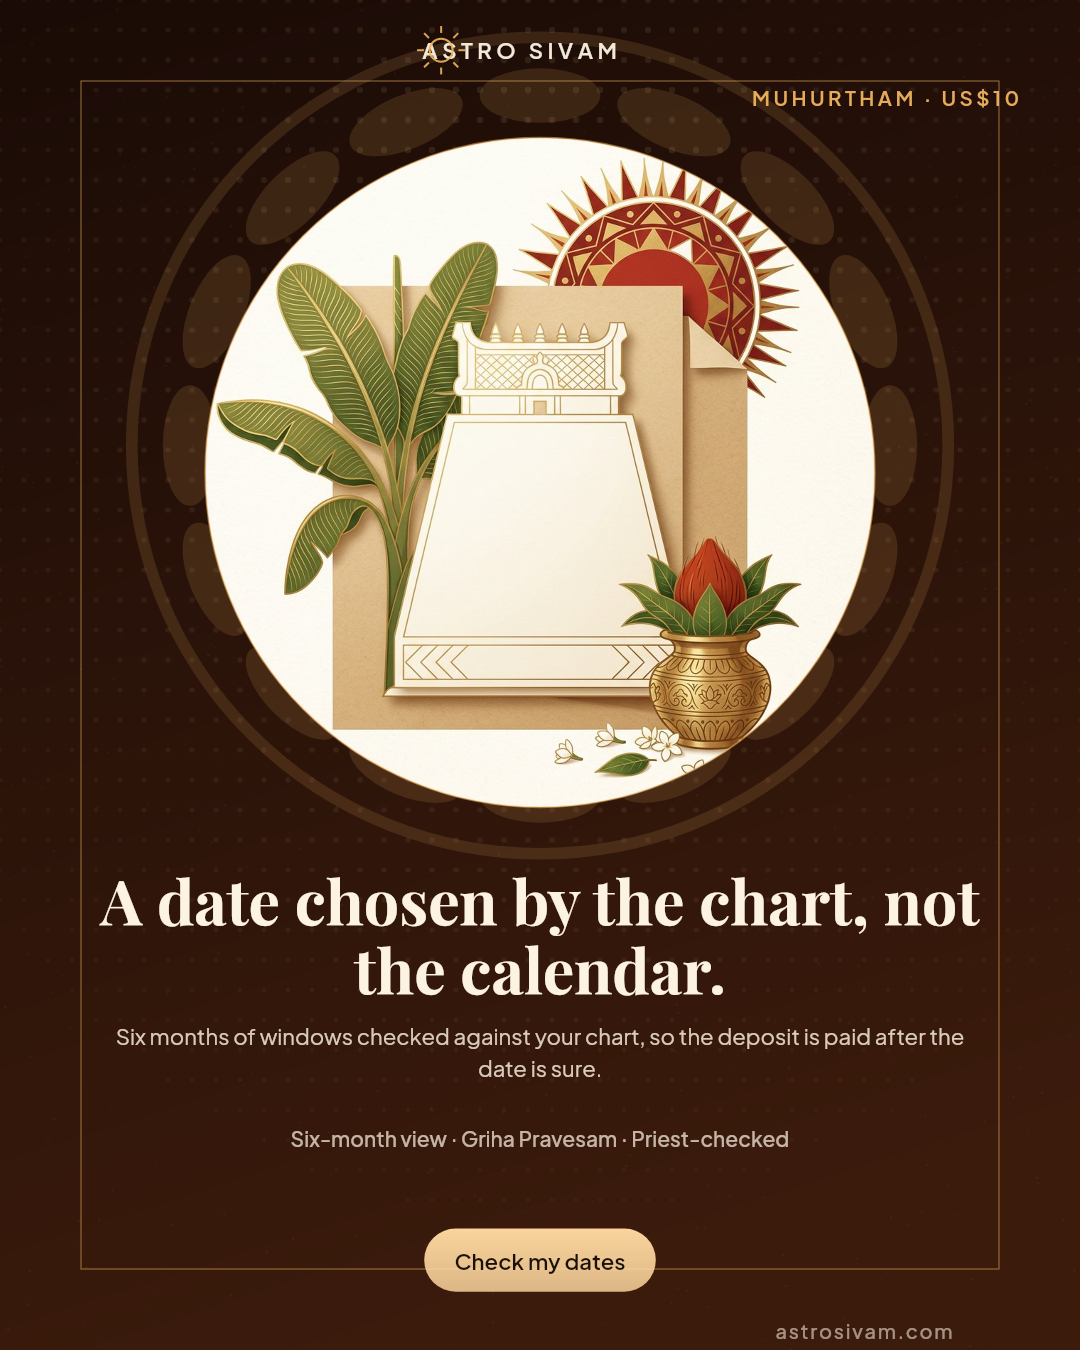 ASTRO SIVAM
MUHURTHAM · US$10
A date chosen by the chart, not
the calendar.
Six months of windows checked against your chart, so the deposit is paid after the
date is sure.
Six-month view · Griha Pravesam · Priest-checked
Check my dates
astrosivam.com